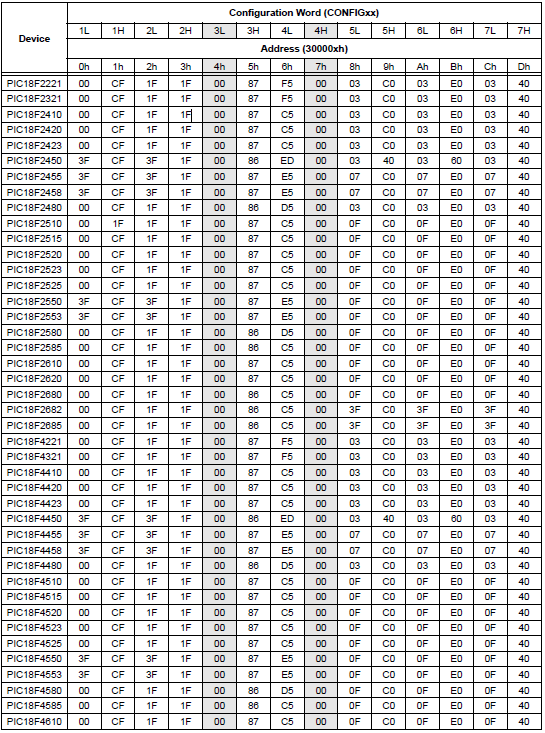 Configuration Word (CONFIGxx)
Device 1L 1H 2L 2H 3L 3H 4L 4H 5L 5H 6L 6H 7L 7H
Address (30000xh)
0h 1h 2h 3h 4h 5h 6h 7h 8h 9h Ah Bh Ch Dh
PIC18F2221 00 CF 1F 1F 00 87 F5 00 03 C0 03 E0 03 40
PIC18F2321 00 CF 1F 1F 00 87 F5 00 03 C0 03 E0 03 40
PIC18F2410 00 CF 1F 1F 00 87 C5 00 03 C0 03 E0 03 40
PIC18F2420 00 CF 1F 1F 00 87 C5 00 03 C0 03 E0 03 40
PIC18F2423 00 CF 1F 1F 00 87 C5 00 03 C0 03 E0 03 40
PIC18F2450 3F CF 3F 1F 00 86 ED 00 03 40 03 60 03 40
PIC18F2455 3F CF 3F 1F 00 87 E5 00 07 C0 07 E0 07 40
PIC18F2458 3F CF 3F 1F 00 87 E5 00 07 C0 07 E0 07 40
PIC18F2480 00 CF 1F 1F 00 86 D5 00 03 C0 03 E0 03 40
PIC18F2510 00 1F 1F 1F 00 87 C5 00 0F C0 0F E0 0F 40
PIC18F2515 00 CF 1F 1F 00 87 C5 00 0F C0 0F E0 0F 40
PIC18F2520 00 CF 1F 1F 00 87 C5 00 0F C0 0F E0 0F 40
PIC18F2523 00 CF 1F 1F 00 87 C5 00 0F C0 0F E0 0F 40
PIC18F2525 00 CF 1F 1F 00 87 C5 00 0F C0 0F E0 0F 40
PIC18F2550 3F CF 3F 1F 00 87 E5 00 0F C0 0F E0 0F 40
PIC18F2553 3F CF 3F 1F 00 87 E5 00 0F C0 0F E0 0F 40
PIC18F2580 00 CF 1F 1F 00 86 D5 00 0F C0 0F E0 0F 40
PIC18F2585 00 CF 1F 1F 00 86 C5 00 0F C0 0F E0 0F 40
PIC18F2610 00 CF 1F 1F 00 87 C5 00 0F C0 0F E0 0F 40
PIC18F2620 00 CF 1F 1F 00 87 C5 00 0F C0 0F E0 0F 40
PIC18F2680 00 CF 1F 1F 00 86 C5 00 0F C0 0F E0 0F 40
PIC18F2682 00 CF 1F 1F 00 86 C5 00 3F C0 3F E0 3F 40
PIC18F2685 00 CF 1F 1F 00 86 C5 00 3F C0 3F E0 3F 40
PIC18F4221 00 CF 1F 1F 00 87 F5 00 03 C0 03 E0 03 40
PIC18F4321 00 CF 1F 1F 00 87 F5 00 03 C0 03 E0 03 40
PIC18F4410 00 CF 1F 1F 00 87 C5 00 03 C0 03 E0 03 40
PIC18F4420 00 CF 1F 1F 00 87 C5 00 03 C0 03 E0 03 40
PIC18F4423 00 CF 1F 1F 00 87 C5 00 03 C0 03 E0 03 40
PIC18F4450 3F CF 3F 1F 00 86 ED 00 03 40 03 60 03 40
PIC18F4455 3F CF 3F 1F 00 87 E5 00 07 C0 07 E0 07 40
PIC18F4458 3F CF 3F 1F 00 87 E5 00 07 C0 07 E0 07 40
PIC18F4480 00 CF 1F 1F 00 86 D5 00 03 C0 03 E0 03 40
PIC18F4510 00 CF 1F 1F 00 87 C5 00 0F C0 0F E0 0F 40
PIC18F4515 00 CF 1F 1F 00 87 C5 00 0F C0 0F E0 0F 40
PIC18F4520 00 CF 1F 1F 00 87 C5 00 0F C0 0F E0 0F 40
PIC18F4523 00 CF 1F 1F 00 87 C5 00 0F C0 0F E0 0F 40
PIC18F4525 00 CF 1F 1F 00 87 C5 00 0F C0 0F E0 0F 40
PIC18F4550 3F CF 3F 1F 00 87 E5 00 0F C0 0F E0 0F 40
PIC18F4553 3F CF 3F 1F 00 87 E5 00 0F C0 0F E0 0F 40
PIC18F4580 00 CF 1F 1F 00 86 D5 00 0F C0 0F E0 0F 40
PIC18F4585 00 CF 1F 1F 00 86 C5 00 0F C0 0F E0 0F 40
PIC18F4610 00 CF 1F 1F 00 87 C5 00 0F C0 0F E0 0F 40